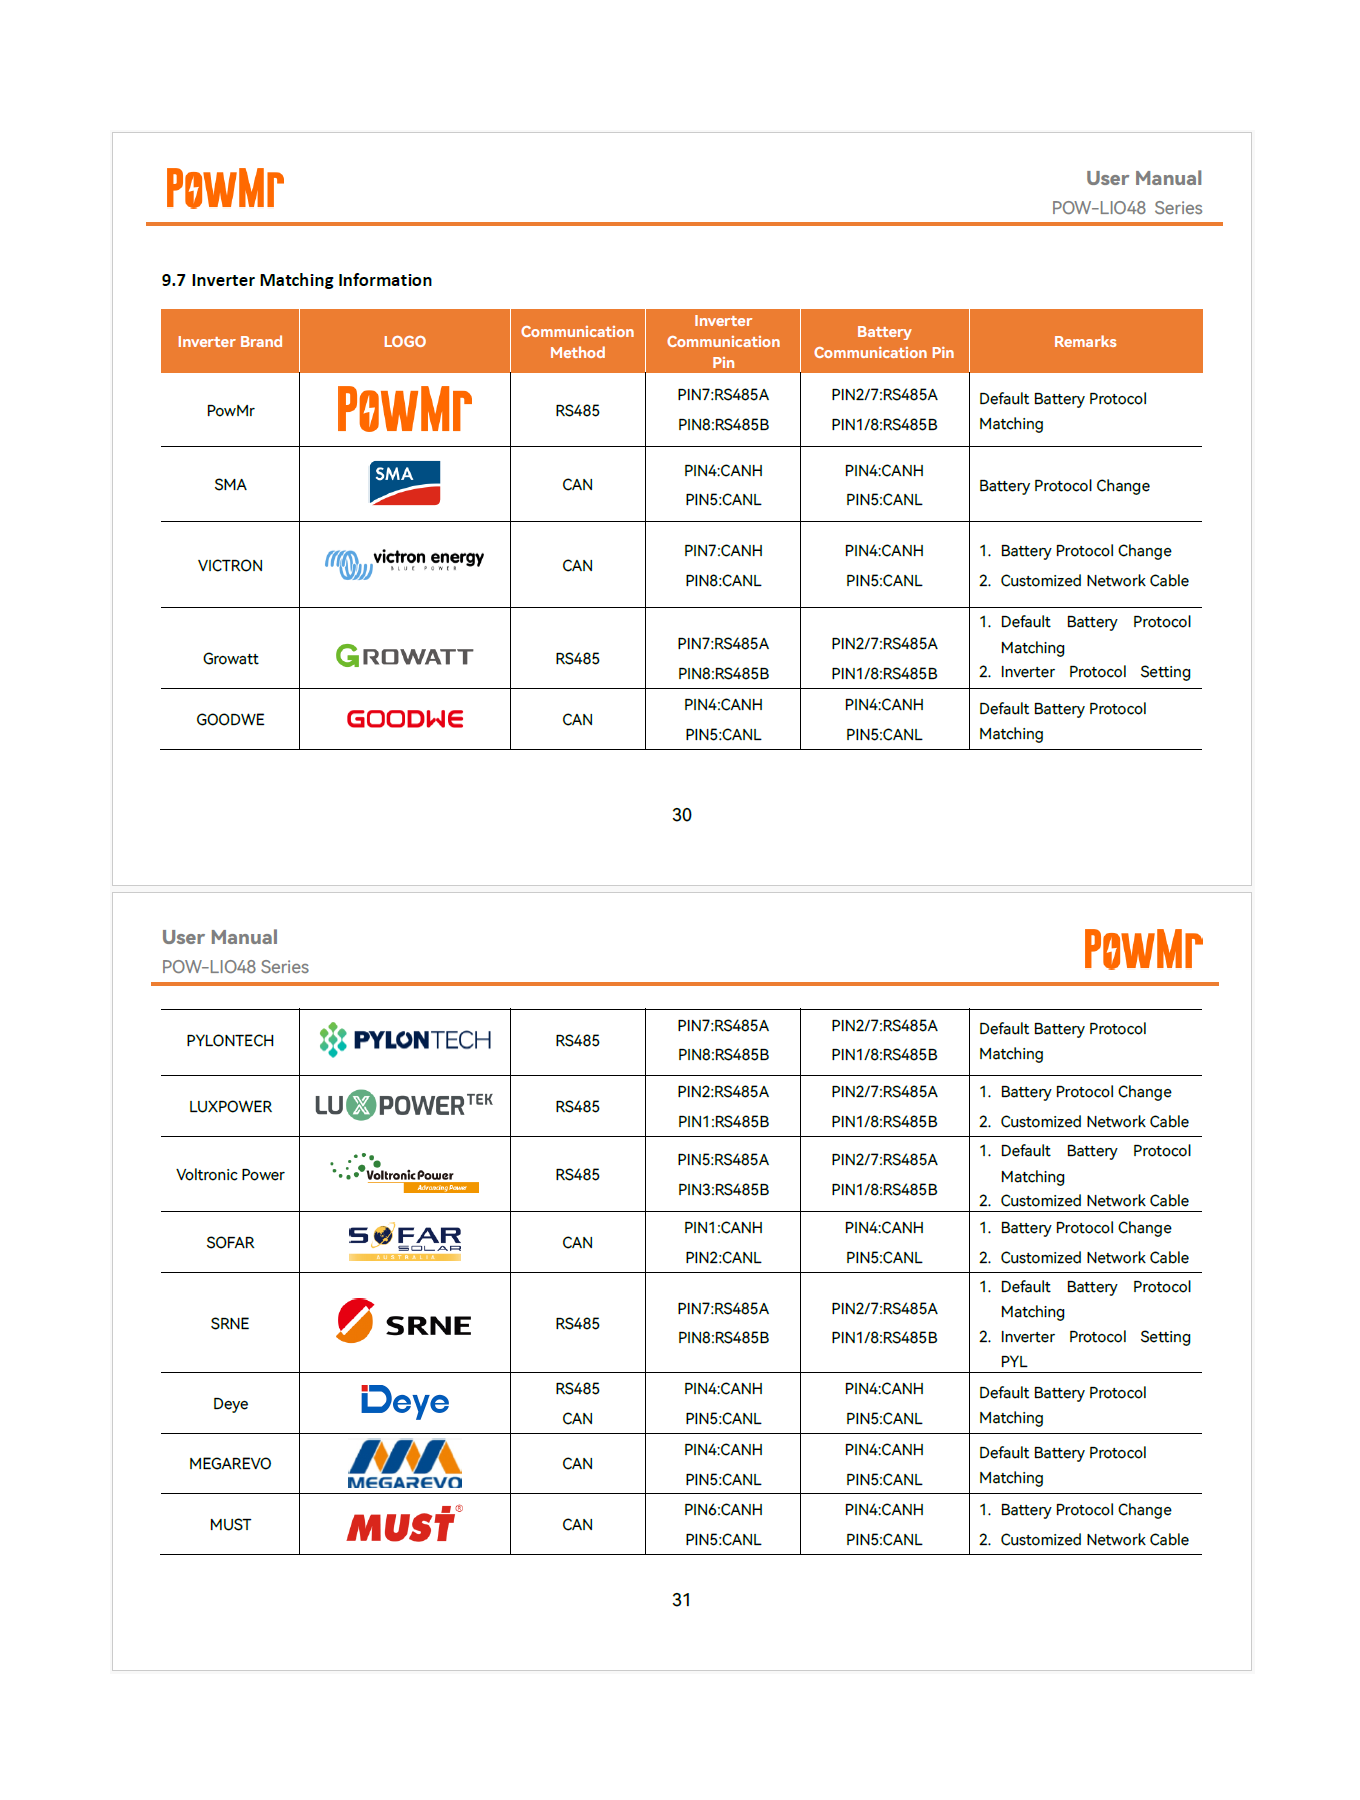 PowMr
User Manual
POW-LIO48 Series
9.7 Inverter Matching Information
Inverter Brand
LOGO
Communication
Method
Inverter
Communication
Pin
Battery
Communication Pin
Remarks
PowMr
PowMr
RS485
PIN7:RS485A
PIN8:RS485B
PIN2/7:RS485A
PIN1/8:RS485B
Default Battery Protocol
Matching
SMA
SMA
CAN
PIN4:CANH
PIN5:CANL
PIN4:CANH
PIN5:CANL
Battery Protocol Change
VICTRON
victron energy
BLUE POWER
CAN
PIN7:CANH
PIN8:CANL
PIN4:CANH
PIN5:CANL
1. Battery Protocol Change
2. Customized Network Cable
Growatt
GROWATT
RS485
PIN7:RS485A
PIN8:RS485B
PIN2/7:RS485A
PIN1/8:RS485B
1. Default Battery Protocol
Matching
2. Inverter Protocol Setting
GOODWE
GOODWE
CAN
PIN4:CANH
PIN5:CANL
PIN4:CANH
PIN5:CANL
Default Battery Protocol
Matching
30
User Manual
POW-LIO48 Series
PowMr
PYLONTECH
PYLONTECH
RS485
PIN7:RS485A
PIN8:RS485B
PIN2/7:RS485A
PIN1/8:RS485B
Default Battery Protocol
Matching
LUXPOWER
LUXPOWERTEK
RS485
PIN2:RS485A
PIN1:RS485B
PIN2/7:RS485A
PIN1/8:RS485B
1. Battery Protocol Change
2. Customized Network Cable
Voltronic Power
Voltronic Power
Advancing Power
RS485
PIN5:RS485A
PIN3:RS485B
PIN2/7:RS485A
PIN1/8:RS485B
1. Default Battery Protocol
Matching
2. Customized Network Cable
SOFAR
SOFAR
SOLAR
AUSTRALIA
CAN
PIN1:CANH
PIN2:CANL
PIN4:CANH
PIN5:CANL
1. Battery Protocol Change
2. Customized Network Cable
SRNE
SRNE
RS485
PIN7:RS485A
PIN8:RS485B
PIN2/7:RS485A
PIN1/8:RS485B
1. Default Battery Protocol
Matching
2. Inverter Protocol Setting
PYL
Deye
Deye
RS485
CAN
PIN4:CANH
PIN5:CANL
PIN4:CANH
PIN5:CANL
Default Battery Protocol
Matching
MEGAREVO
MEGAREVO
CAN
PIN4:CANH
PIN5:CANL
PIN4:CANH
PIN5:CANL
Default Battery Protocol
Matching
MUST
MUST®
CAN
PIN6:CANH
PIN5:CANL
PIN4:CANH
PIN5:CANL
1. Battery Protocol Change
2. Customized Network Cable
31